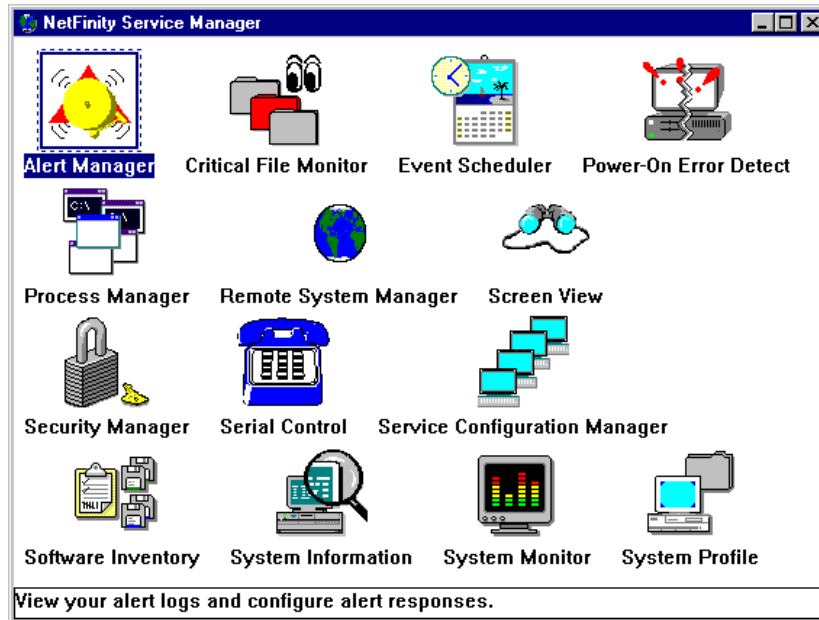 NetFinity Service Manager
Alert Manager
Critical File Monitor
Event Scheduler
Power-On Error Detect
Process Manager
Remote System Manager
Screen View
Security Manager
Serial Control
Service Configuration Manager
Software Inventory
System Information
System Monitor
System Profile
View your alert logs and configure alert responses.